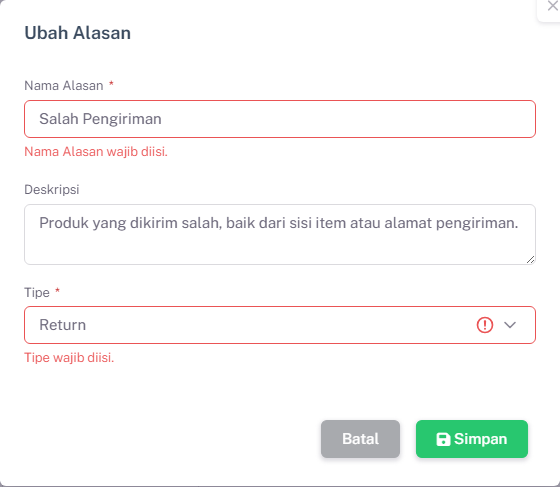 Ubah Alasan
Nama Alasan *
Salah Pengiriman
Nama Alasan wajib diisi.
Deskripsi
Produk yang dikirim salah, baik dari sisi item atau alamat pengiriman.
Tipe *
Return
Tipe wajib diisi.
Batal
Simpan